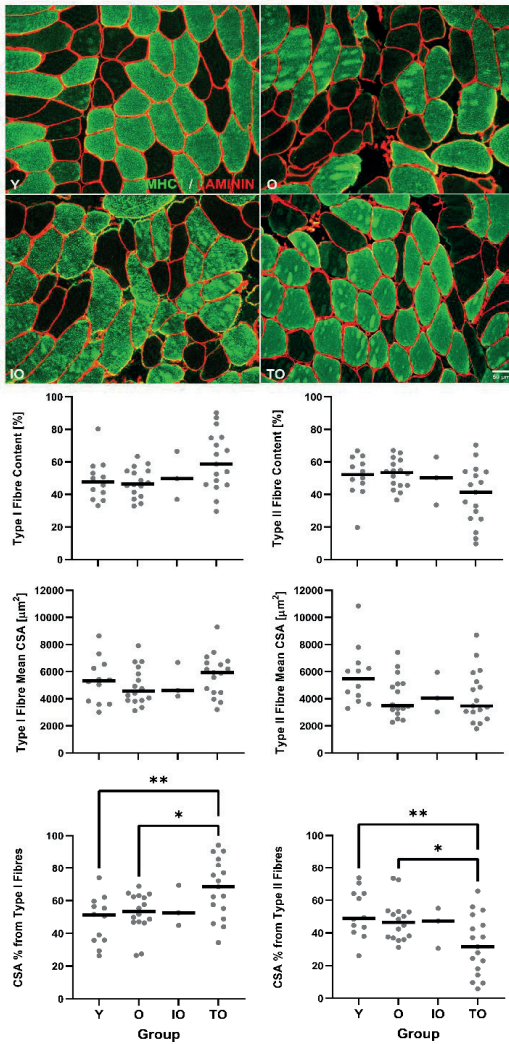 Y
MHCI / LAMININ
O
IO
TO
50 µm
Type I Fibre Content [%]
100
80
60
40
20
0
Type II Fibre Content [%]
100
80
60
40
20
0
Type I Fibre Mean CSA [µm²]
12000
10000
8000
6000
4000
2000
0
Type II Fibre Mean CSA [µm²]
12000
10000
8000
6000
4000
2000
0
CSA % from Type I Fibres
100
80
60
40
20
0
**
*
Y O IO TO
Group
CSA % from Type II Fibres
100
80
60
40
20
0
**
*
Y O IO TO
Group